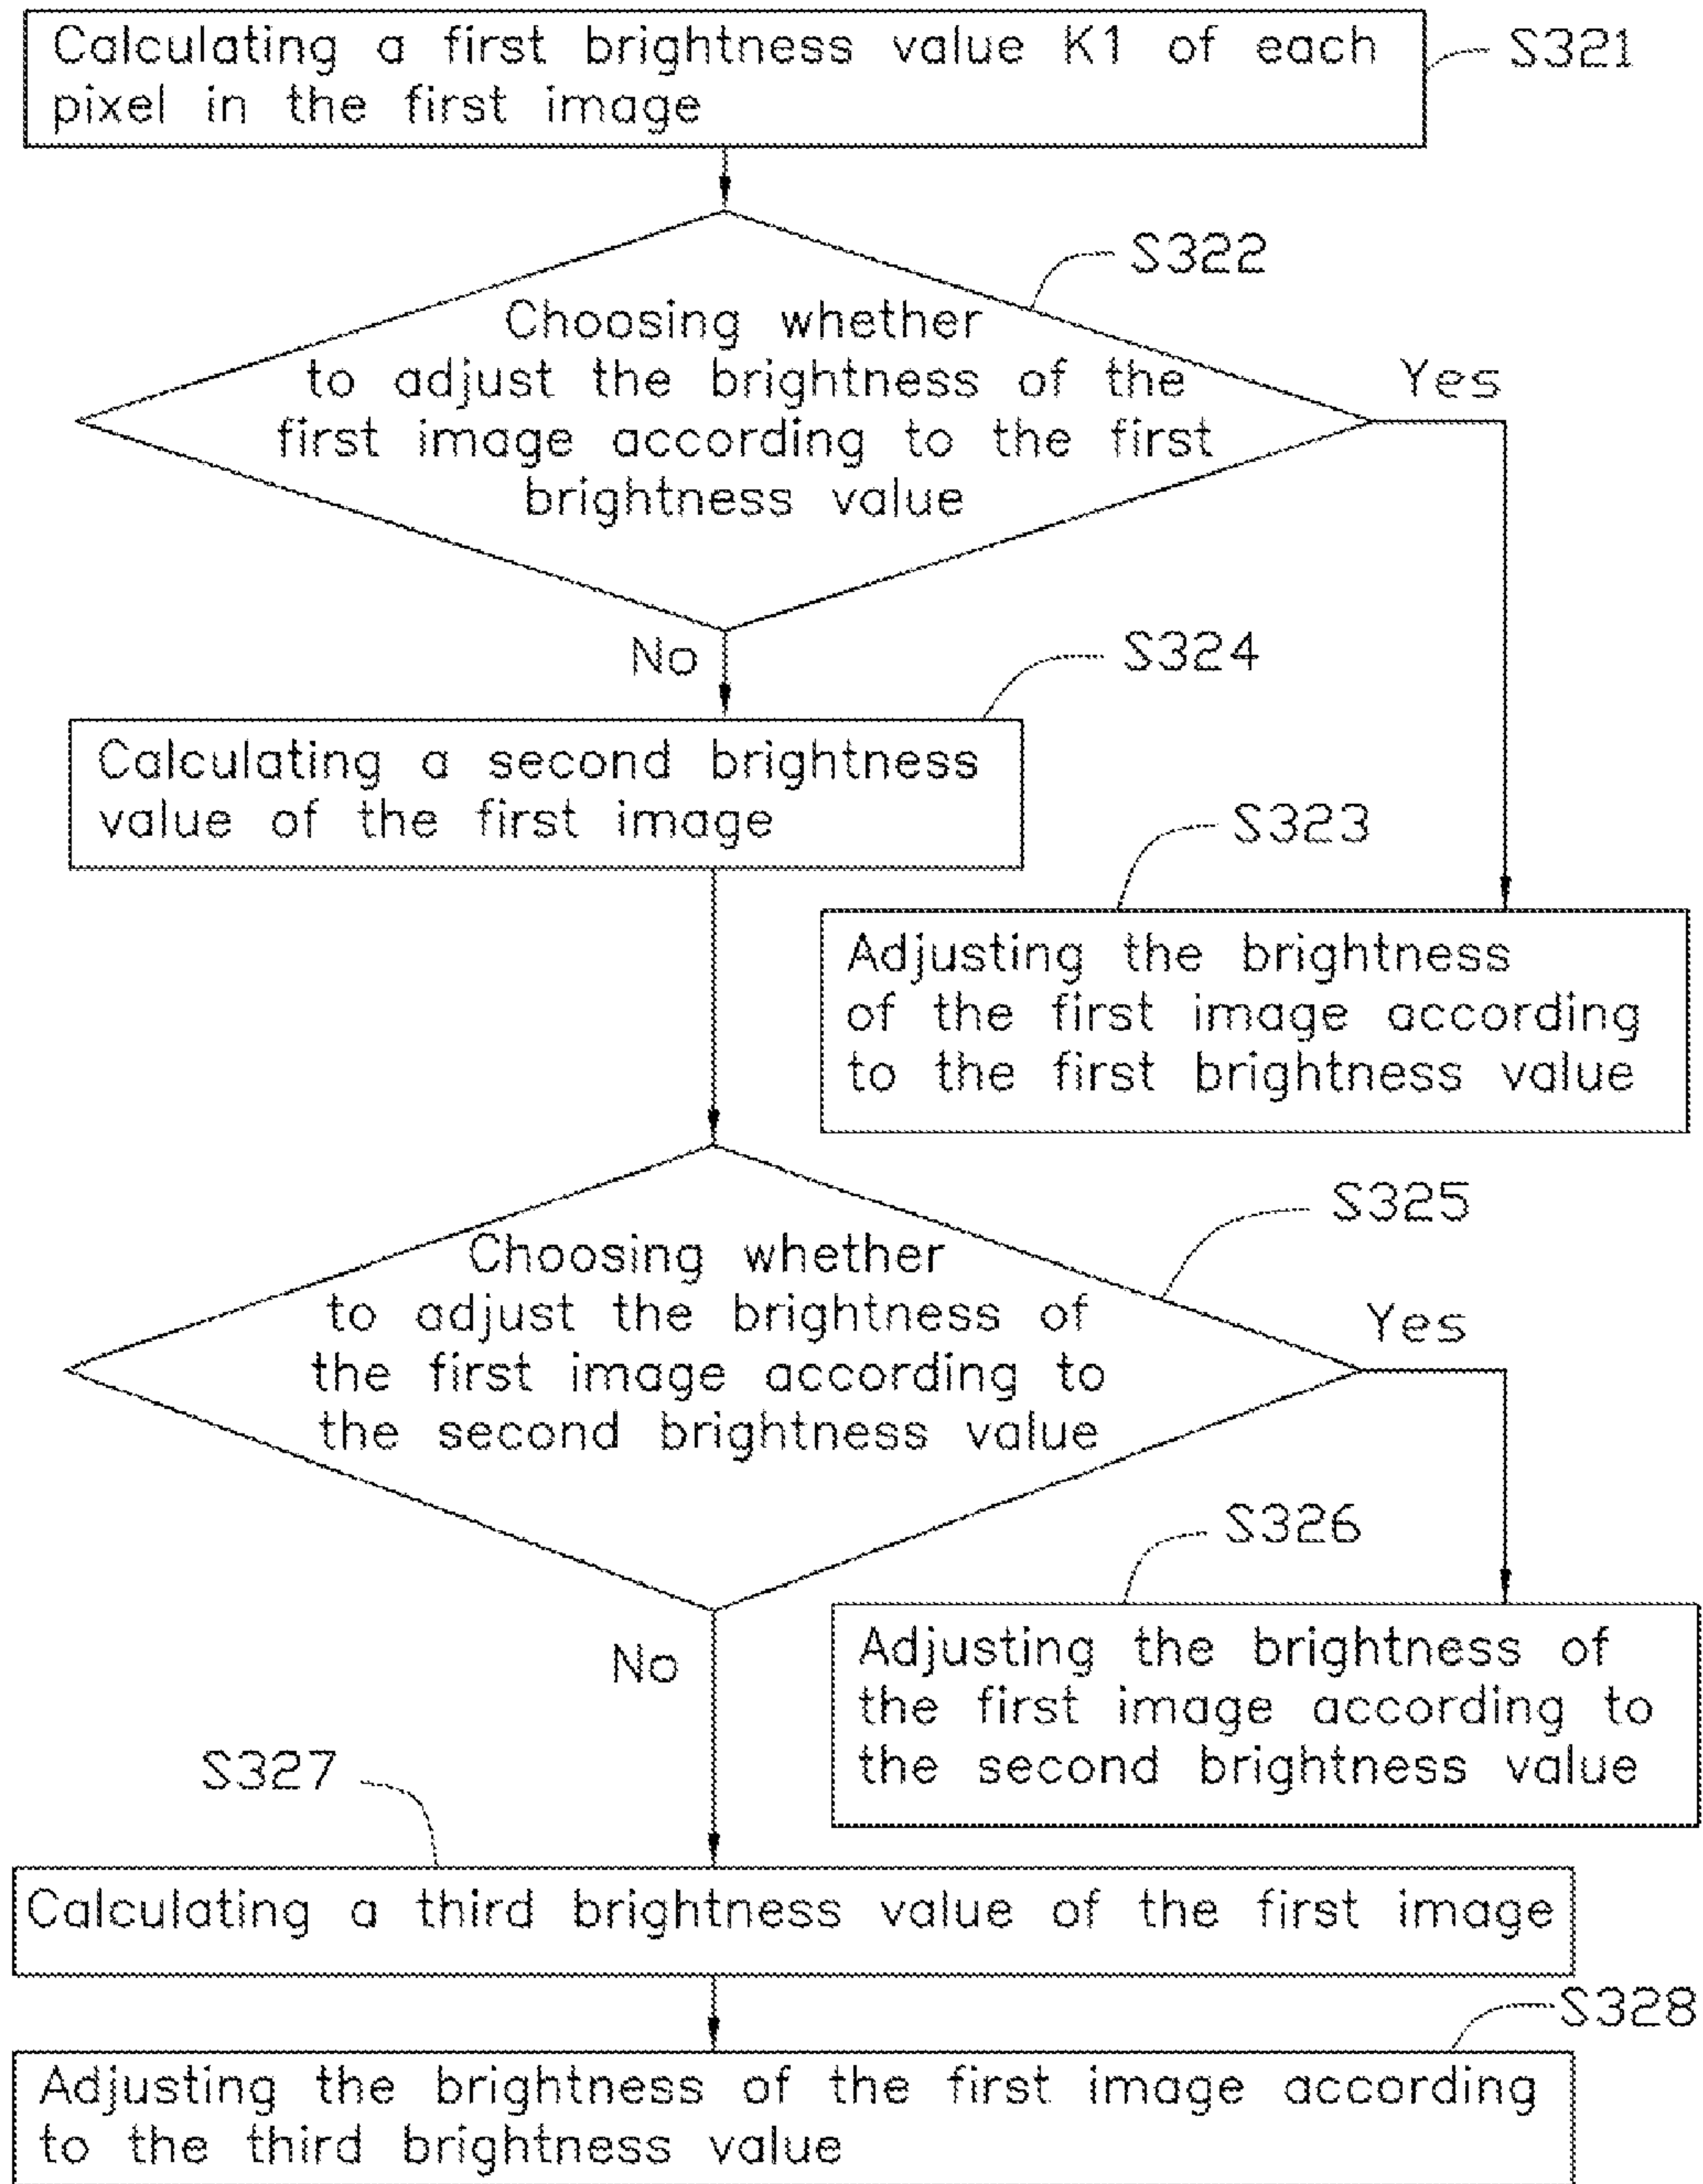 Calculating a first brightness value K1 of each
pixel in the first image
S321
S322
Choosing whether
to adjust the brightness of the
first image according to the first
brightness value
Yes
No
S324
Calculating a second brightness
value of the first image
S323
Adjusting the brightness
of the first image according
to the first brightness value
S325
Choosing whether
to adjust the brightness of
the first image according to
the second brightness value
Yes
S326
Adjusting the brightness of
the first image according to
the second brightness value
No
S327
Calculating a third brightness value of the first image
S328
Adjusting the brightness of the first image according
to the third brightness value